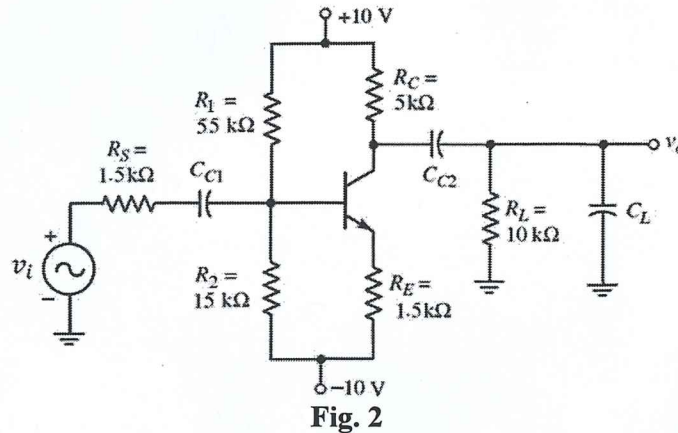 +10 V
R1 =
55 kΩ
RC =
5kΩ
RS =
1.5kΩ
CC1
CC2
vo
RL =
10 kΩ
CL
+
vi
−
R2 =
15 kΩ
RE =
1.5kΩ
−10 V
Fig. 2